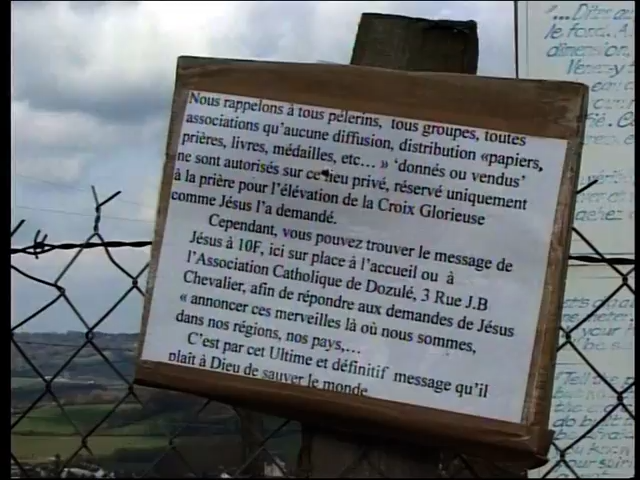 Nous rappelons à tous pélerins, tous groupes, toutes
associations qu'aucune diffusion, distribution «papiers,
prières, livres, médailles, etc... » ‘donnés ou vendus’
ne sont autorisés sur ce lieu privé, réservé uniquement
à la prière pour l'élévation de la Croix Glorieuse
comme Jésus l'a demandé.
Cependant, vous pouvez trouver le message de
Jésus à 10F, ici sur place à l'accueil ou à
l'Association Catholique de Dozulé, 3 Rue J.B
Chevalier, afin de répondre aux demandes de Jésus
« annoncer ces merveilles là où nous sommes,
dans nos régions, nos pays,...
C'est par cet Ultime et définitif message qu'il
plaît à Dieu de sauver le monde